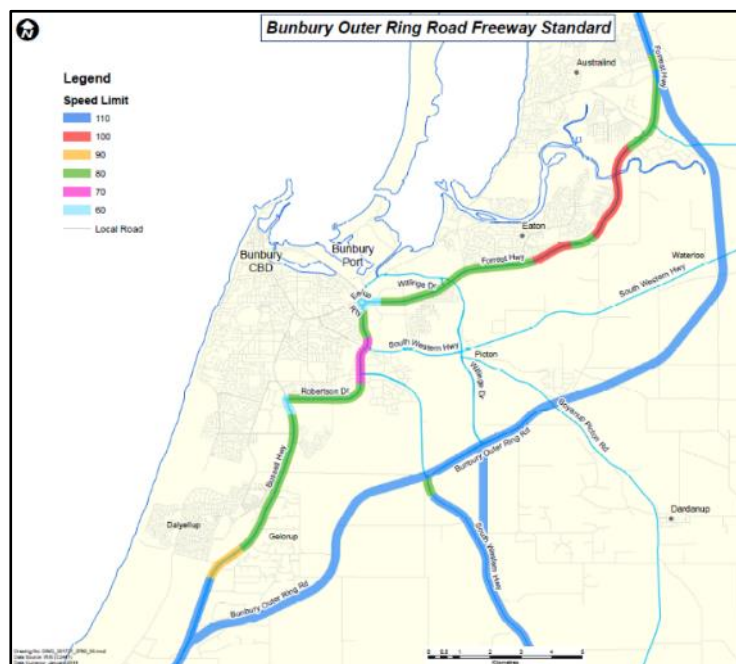 Bunbury Outer Ring Road Freeway Standard
N
Legend
Speed Limit
110
100
90
80
70
60
Local Road
Australind
Forrest Hwy
Eaton
Bunbury
Port
Bunbury
CBD
Waterloo
Forrest Hwy
Willinge Dr
South Western Hwy
South Western Hwy
Picton
Willinge Dr
Robertson Dr
Boyanup Picton Rd
Bunbury Outer Ring Rd
Bussell Hwy
Dardanup
Dalyellup
Gelorup
South Western Hwy
Bunbury Outer Ring Rd
Kilometres